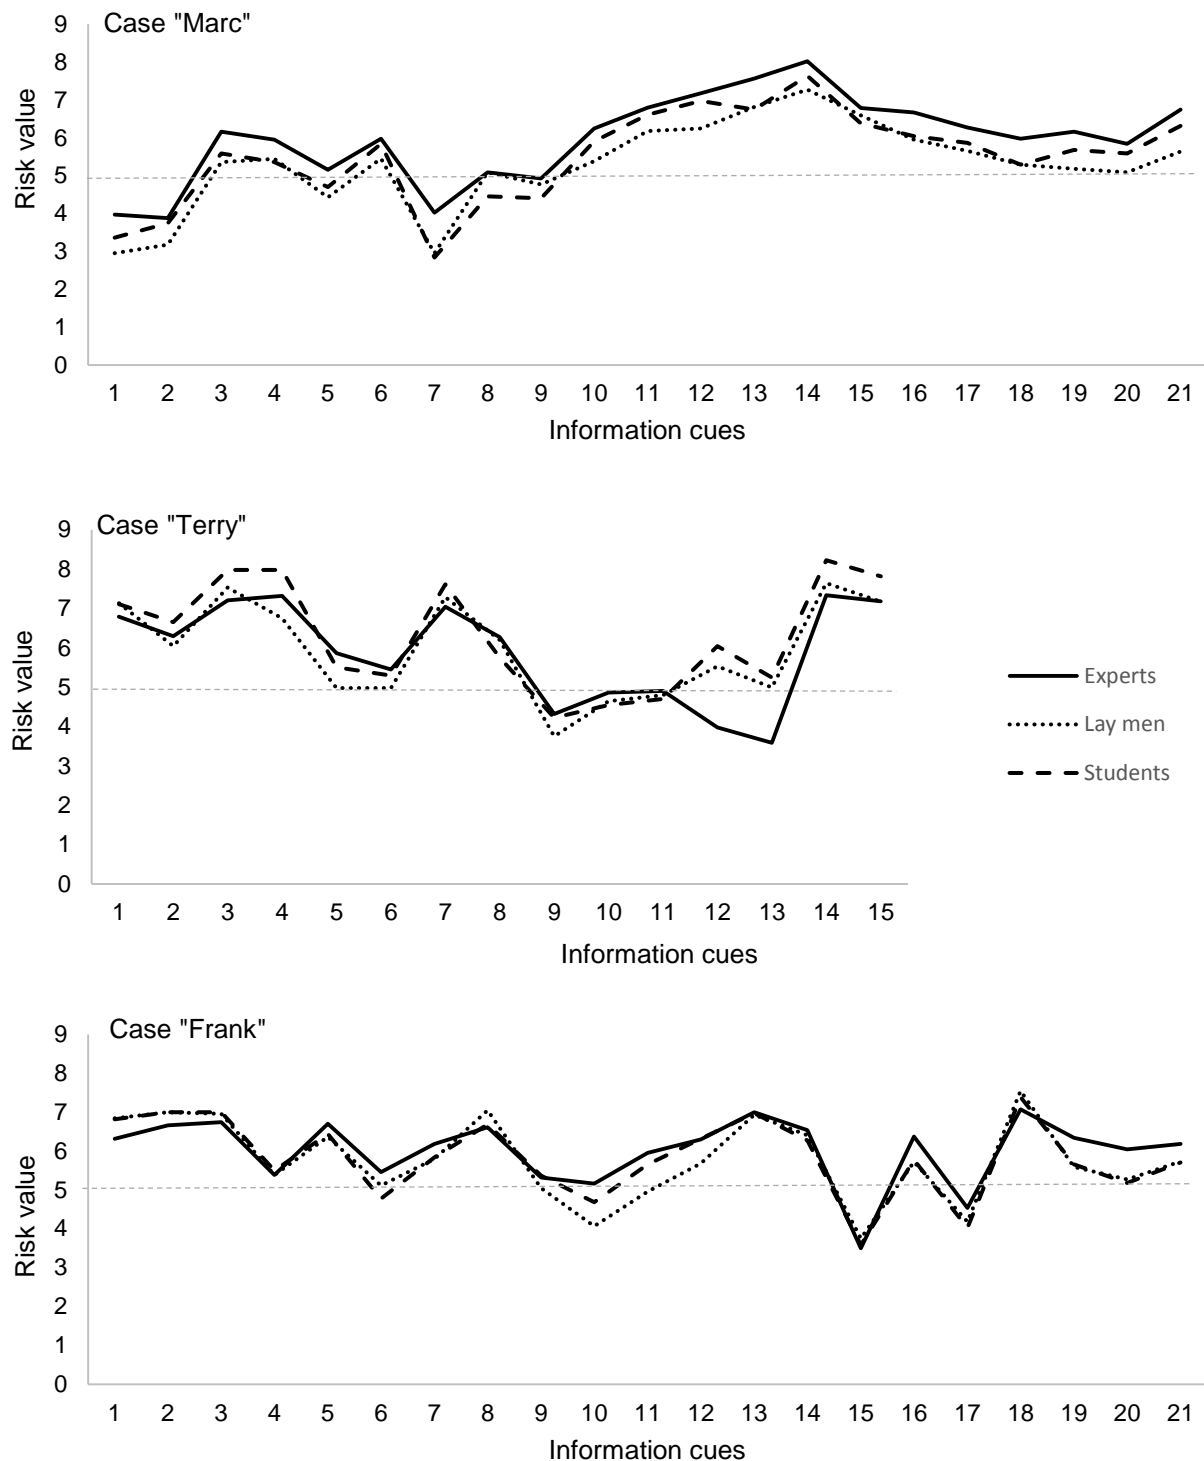 Case "Marc"
9
8
7
6
5
4
3
2
1
0
Risk value
1 2 3 4 5 6 7 8 9 10 11 12 13 14 15 16 17 18 19 20 21
Information cues
Case "Terry"
9
8
7
6
5
4
3
2
1
0
Risk value
1 2 3 4 5 6 7 8 9 10 11 12 13 14 15
Information cues
Experts
Lay men
Students
Case "Frank"
9
8
7
6
5
4
3
2
1
0
Risk value
1 2 3 4 5 6 7 8 9 10 11 12 13 14 15 16 17 18 19 20 21
Information cues